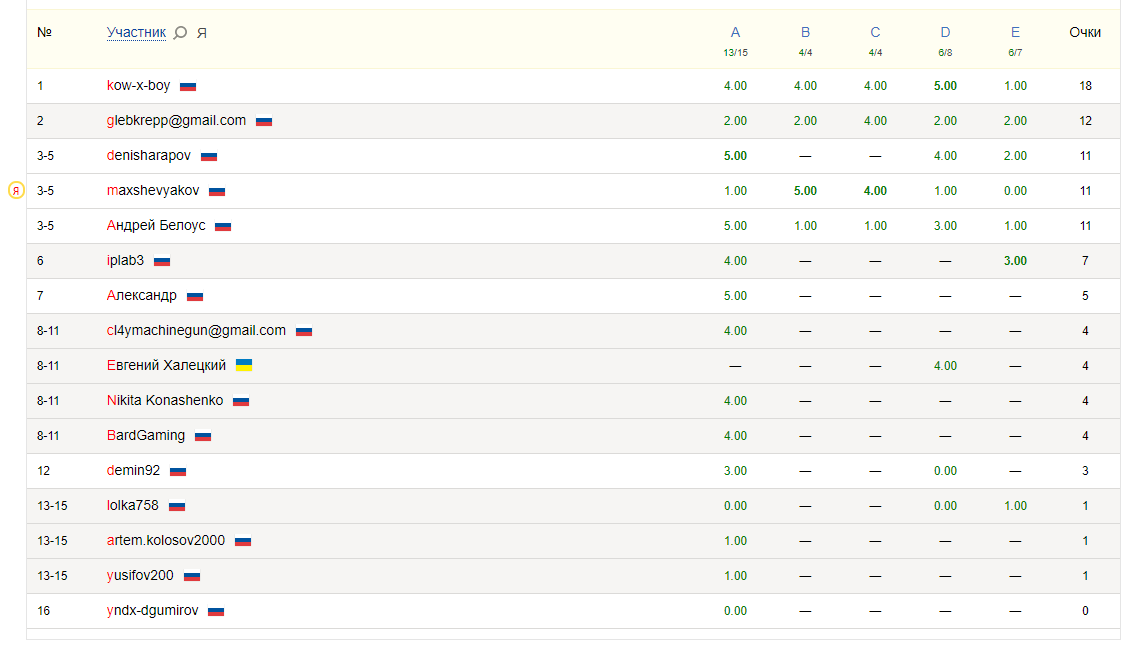 № Участник Я A B C D E Очки
13/15 4/4 4/4 6/8 6/7
1 kow-x-boy 4.00 4.00 4.00 5.00 1.00 18
2 glebkrepp@gmail.com 2.00 2.00 4.00 2.00 2.00 12
3-5 denisharapov 5.00 — — 4.00 2.00 11
Я 3-5 maxshevyakov 1.00 5.00 4.00 1.00 0.00 11
3-5 Андрей Белоус 5.00 1.00 1.00 3.00 1.00 11
6 iplab3 4.00 — — — 3.00 7
7 Александр 5.00 — — — — 5
8-11 cl4ymachinegun@gmail.com 4.00 — — — — 4
8-11 Евгений Халецкий — — — 4.00 — 4
8-11 Nikita Konashenko 4.00 — — — — 4
8-11 BardGaming 4.00 — — — — 4
12 demin92 3.00 — — 0.00 — 3
13-15 lolka758 0.00 — — 0.00 1.00 1
13-15 artem.kolosov2000 1.00 — — — — 1
13-15 yusifov200 1.00 — — — — 1
16 yndx-dgumirov 0.00 — — — — 0